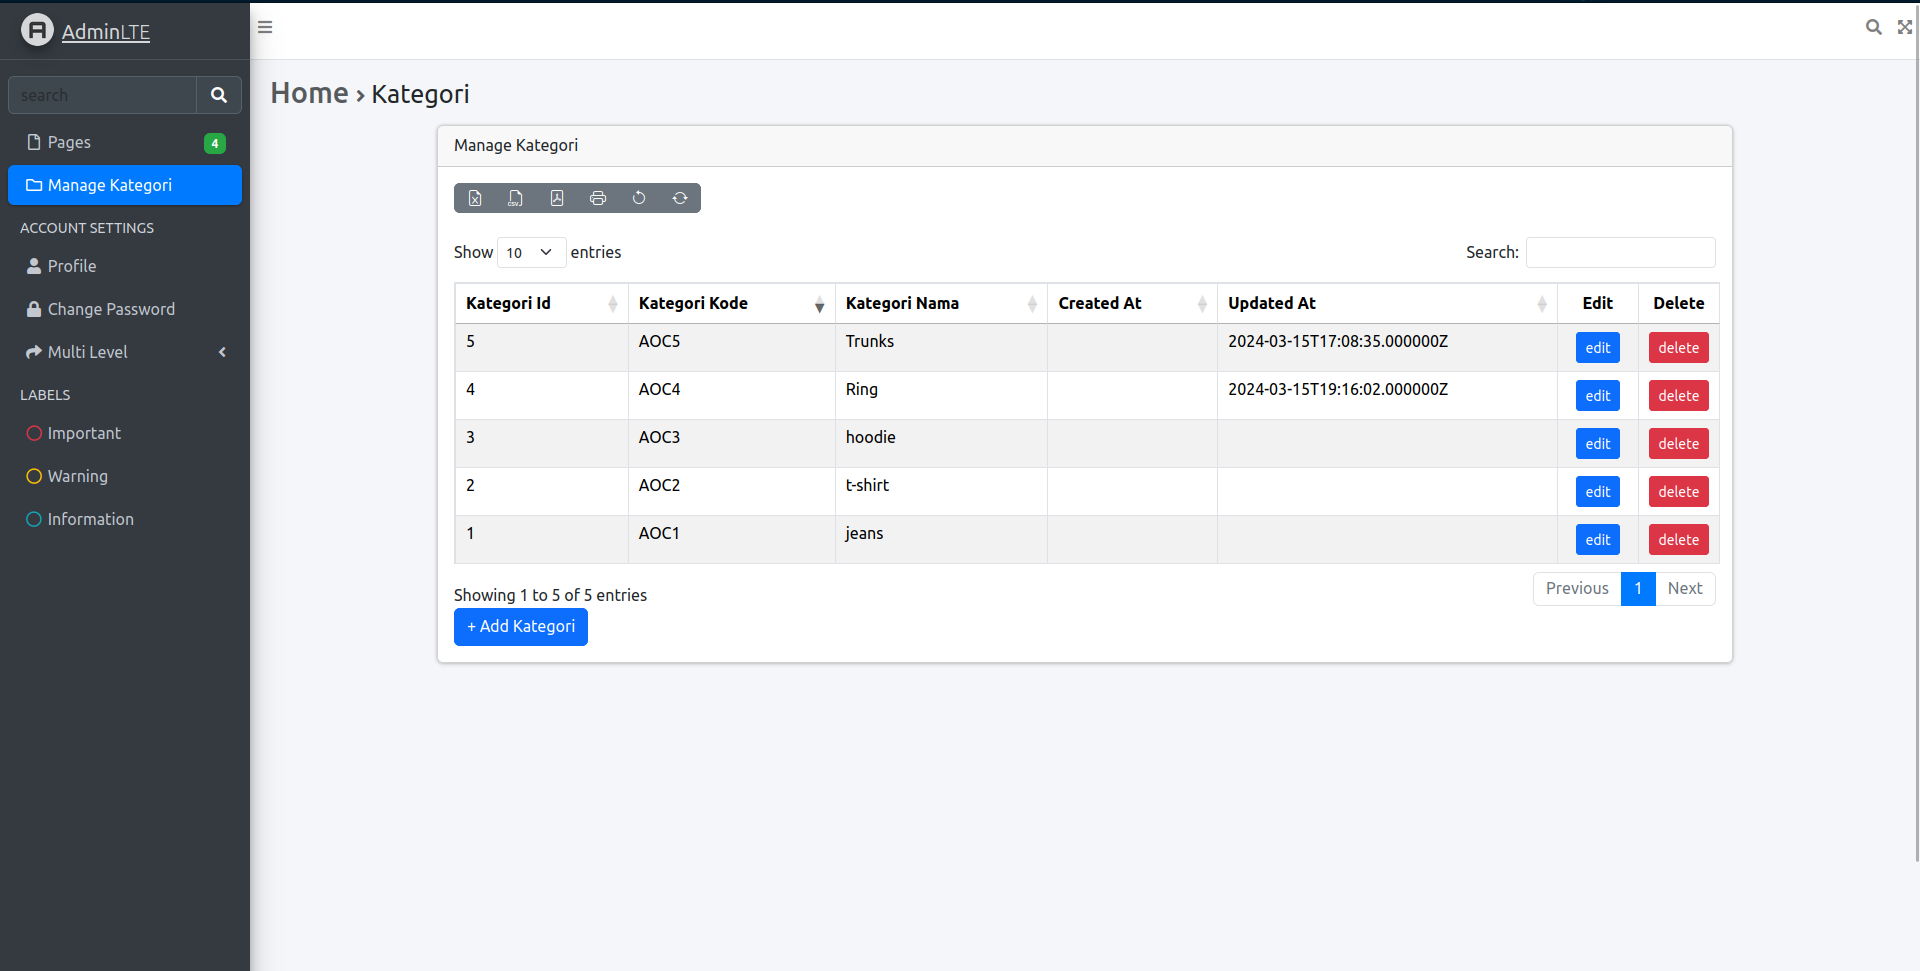 AdminLTE
search
Pages 4
Manage Kategori
ACCOUNT SETTINGS
Profile
Change Password
Multi Level
LABELS
Important
Warning
Information
Home › Kategori
Manage Kategori
Show 10 entries Search:
Kategori Id Kategori Kode Kategori Nama Created At Updated At Edit Delete
5 AOC5 Trunks 2024-03-15T17:08:35.000000Z edit delete
4 AOC4 Ring 2024-03-15T19:16:02.000000Z edit delete
3 AOC3 hoodie edit delete
2 AOC2 t-shirt edit delete
1 AOC1 jeans edit delete
Showing 1 to 5 of 5 entries Previous 1 Next
+ Add Kategori